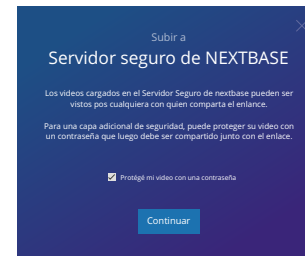 Subir a
Servidor seguro de NEXTBASE
Los videos cargados en el Servidor Seguro de nextbase pueden ser
vistos pos cualquiera con quien comparta el enlance.
Para una capa adicional de seguridad, puede proteger su video con
un contraseña que luego debe ser compartido junto con el enlace.
Protégé mi video con una contraseña
Continuar